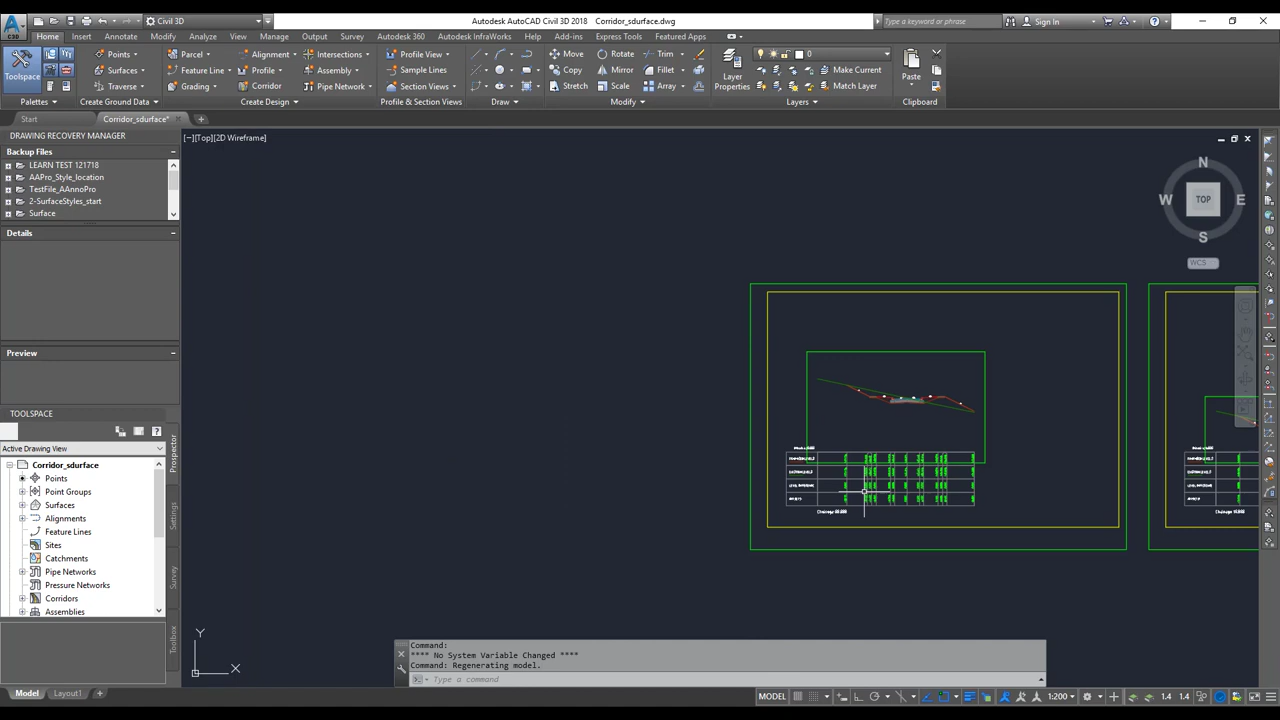 C3D
Civil 3D
Autodesk AutoCAD Civil 3D 2018 Corridor_sdurface.dwg
Type a keyword or phrase
Sign In
Home Insert Annotate Modify Analyze View Manage Output Survey Autodesk 360 Autodesk InfraWorks Help Add-ins Express Tools Featured Apps
Toolspace
Points
Surfaces
Traverse
Parcel
Feature Line
Grading
Alignment
Profile
Corridor
Intersections
Assembly
Pipe Network
Profile View
Sample Lines
Section Views
Move
Copy
Stretch
Rotate
Mirror
Scale
Trim
Fillet
Array
Layer
Properties
0
Make Current
Match Layer
Paste
Palettes Create Ground Data Create Design Profile & Section Views Draw Modify Layers Clipboard
Start Corridor_sdurface*
DRAWING RECOVERY MANAGER
Backup Files
LEARN TEST 121718
AAPro_Style_location
TestFile_AAnnoPro
2-SurfaceStyles_start
Surface
Details
Preview
TOOLSPACE
Active Drawing View
Corridor_sdurface
Points
Point Groups
Surfaces
Alignments
Feature Lines
Sites
Catchments
Pipe Networks
Pressure Networks
Corridors
Assemblies
Prospector
Settings
Survey
Toolbox
[−][Top][2D Wireframe]
N
W TOP E
S
WCS
Y
X
Command:
**** No System Variable Changed ****
Command: Regenerating model.
Type a command
Model Layout1
MODEL 1:200 1:4 1:4